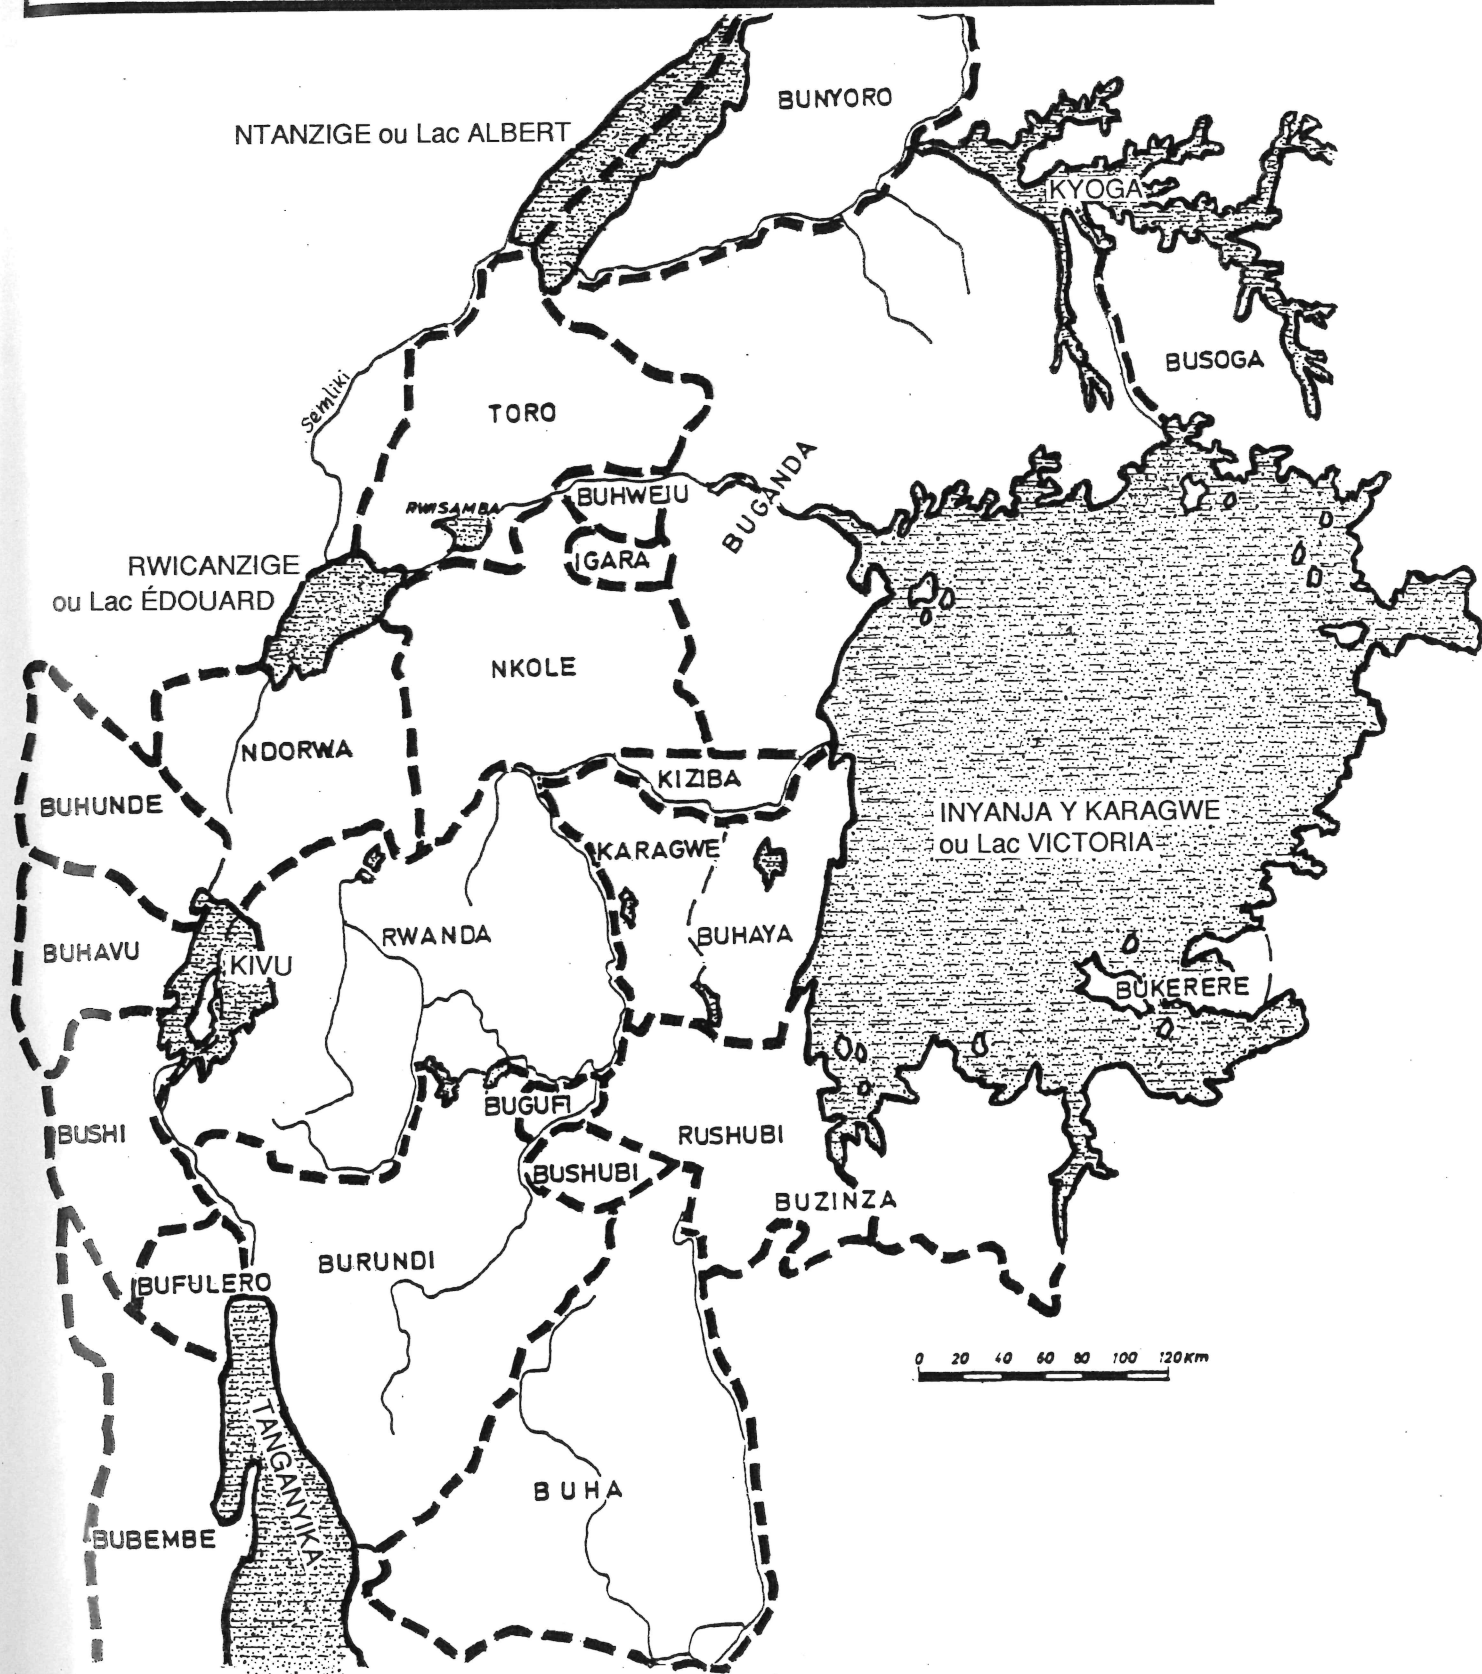 BUNYORO
NTANZIGE ou Lac ALBERT
KYOGA
BUSOGA
Semliki
TORO
BUGANDA
BUHWEJU
RWISAMBA
IGARA
RWICANZIGE
ou Lac ÉDOUARD
NKOLE
NDORWA
KIZIBA
BUHUNDE
INYANJA Y KARAGWE
ou Lac VICTORIA
KARAGWE
RWANDA
BUHAYA
BUHAVU
KIVU
BUKERERE
BUGUFI
BUSHI
RUSHUBI
BUSHUBI
BUZINZA
BURUNDI
BUFULERO
0 20 40 60 80 100 120Km
TANGANYIKA
BUHA
BUBEMBE